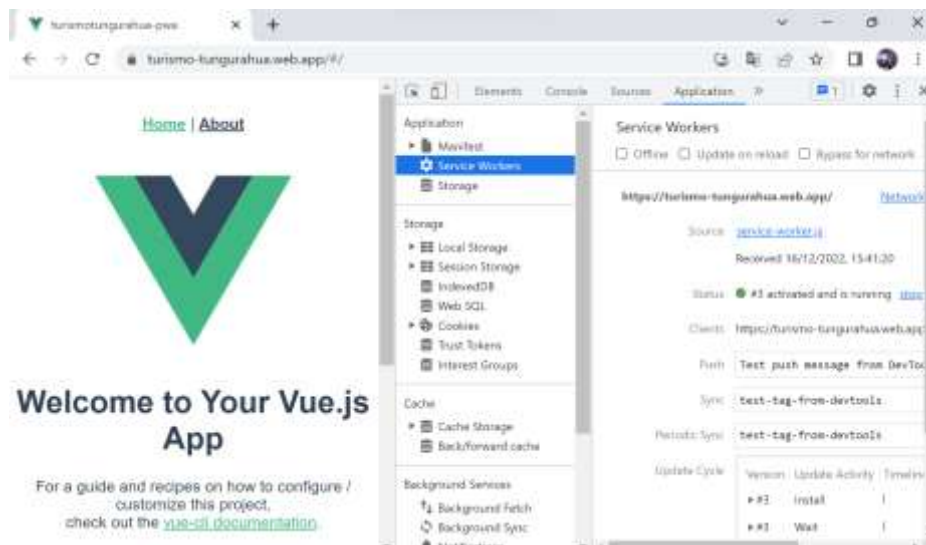 turismotungurahua-pwa
turismo-tungurahua.web.app/#/
Home | About
Welcome to Your Vue.js
App
For a guide and recipes on how to configure /
customize this project,
check out the vue-cli documentation.
Elements Console Sources Application » 1
Application
Manifest
Service Workers
Storage
Storage
Local Storage
Session Storage
IndexedDB
Web SQL
Cookies
Trust Tokens
Interest Groups
Cache
Cache Storage
Back/forward cache
Background Services
Background Fetch
Background Sync
Notifications
Service Workers
Offline Update on reload Bypass for network
https://turismo-tungurahua.web.app/ Network
Source service-worker.js
Received 16/12/2022, 15:41:20
Status #3 activated and is running stop
Clients https://turismo-tungurahua.web.app
Push Test push message from DevToo
Sync test-tag-from-devtools
Periodic Sync test-tag-from-devtools
Update Cycle Version Update Activity Timeline
#3 Install
#3 Wait